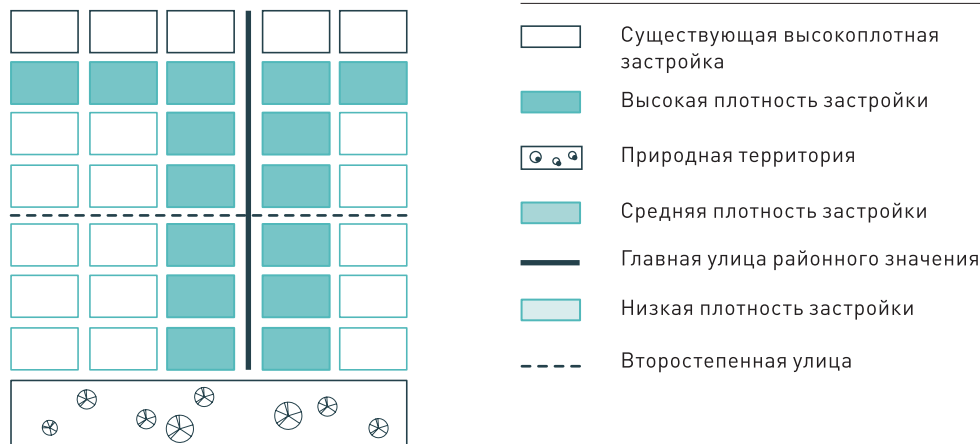 Существующая высокоплотная
застройка
Высокая плотность застройки
Природная территория
Средняя плотность застройки
Главная улица районного значения
Низкая плотность застройки
Второстепенная улица